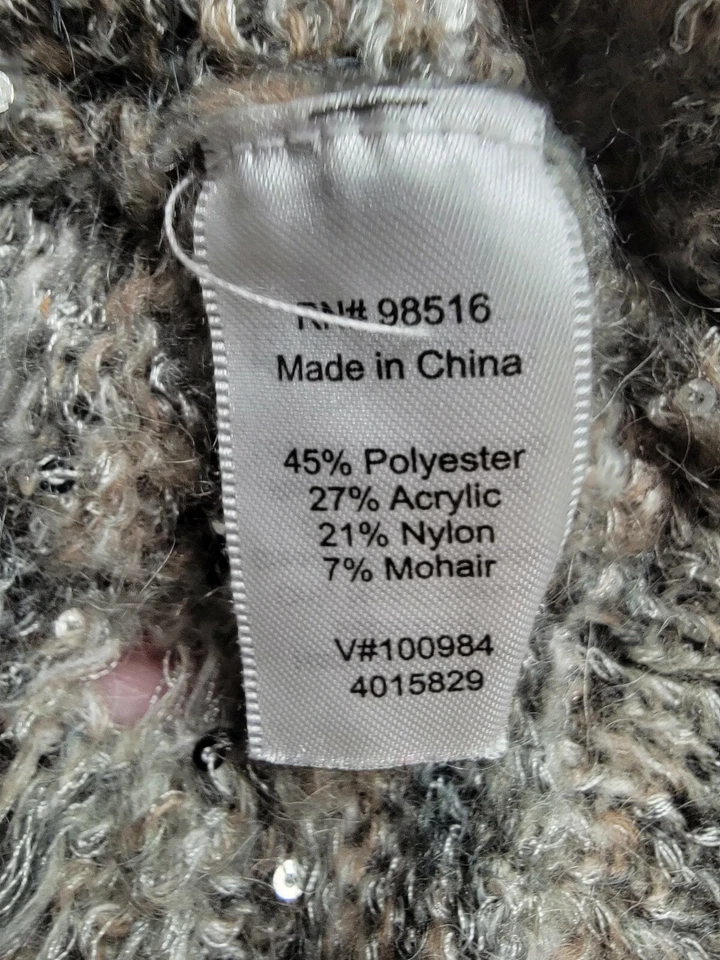 RN# 98516
Made in China
45% Polyester
27% Acrylic
21% Nylon
7% Mohair
V#100984
4015829